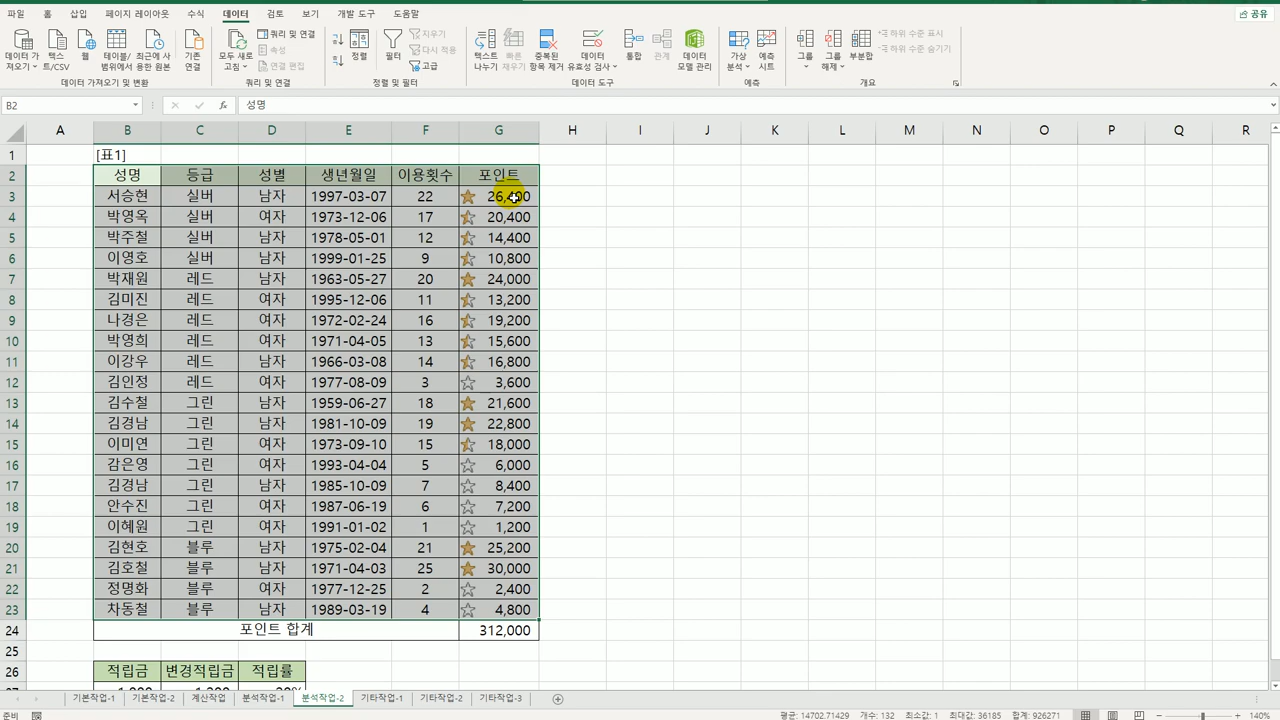 파일 홈 삽입 페이지 레이아웃 수식 데이터 검토 보기 개발 도구 도움말 공유
데이터 가져오기 텍스트/CSV 웹 테이블/범위에서 최근에 사용한 원본 기존 연결
모두 새로 고침 쿼리 및 연결 속성 연결 편집
정렬 필터 지우기 다시 적용 고급
텍스트 나누기 빠른 채우기 중복된 항목 제거 데이터 유효성 검사 통합 관계 데이터 모델 관리
가상 분석 예측 시트 그룹 그룹 해제 부분합 하위 수준 표시 하위 수준 숨기기
데이터 가져오기 및 변환 쿼리 및 연결 정렬 및 필터 데이터 도구 예측 개요
B2 fx 성명
A B C D E F G H I J K L M N O P Q R
1 [표1]
2 성명 등급 성별 생년월일 이용횟수 포인트
3 서승현 실버 남자 1997-03-07 22 26,400
4 박영옥 실버 여자 1973-12-06 17 20,400
5 박주철 실버 남자 1978-05-01 12 14,400
6 이영호 실버 남자 1999-01-25 9 10,800
7 박재원 레드 남자 1963-05-27 20 24,000
8 김미진 레드 여자 1995-12-06 11 13,200
9 나경은 레드 여자 1972-02-24 16 19,200
10 박영희 레드 여자 1971-04-05 13 15,600
11 이강우 레드 남자 1966-03-08 14 16,800
12 김인정 레드 여자 1977-08-09 3 3,600
13 김수철 그린 남자 1959-06-27 18 21,600
14 김경남 그린 남자 1981-10-09 19 22,800
15 이미연 그린 여자 1973-09-10 15 18,000
16 감은영 그린 여자 1993-04-04 5 6,000
17 김경남 그린 남자 1985-10-09 7 8,400
18 안수진 그린 여자 1987-06-19 6 7,200
19 이혜원 그린 여자 1991-01-02 1 1,200
20 김현호 블루 남자 1975-02-04 21 25,200
21 김호철 블루 남자 1971-04-03 25 30,000
22 정명화 블루 여자 1977-12-25 2 2,400
23 차동철 블루 남자 1989-03-19 4 4,800
24 포인트 합계 312,000
25
26 적립금 변경적립금 적립률
기본작업-1 기본작업-2 계산작업 분석작업-1 분석작업-2 기타작업-1 기타작업-2 기타작업-3
준비 평균: 14702.71429 개수: 132 최소값: 1 최대값: 36185 합계: 926271 140%